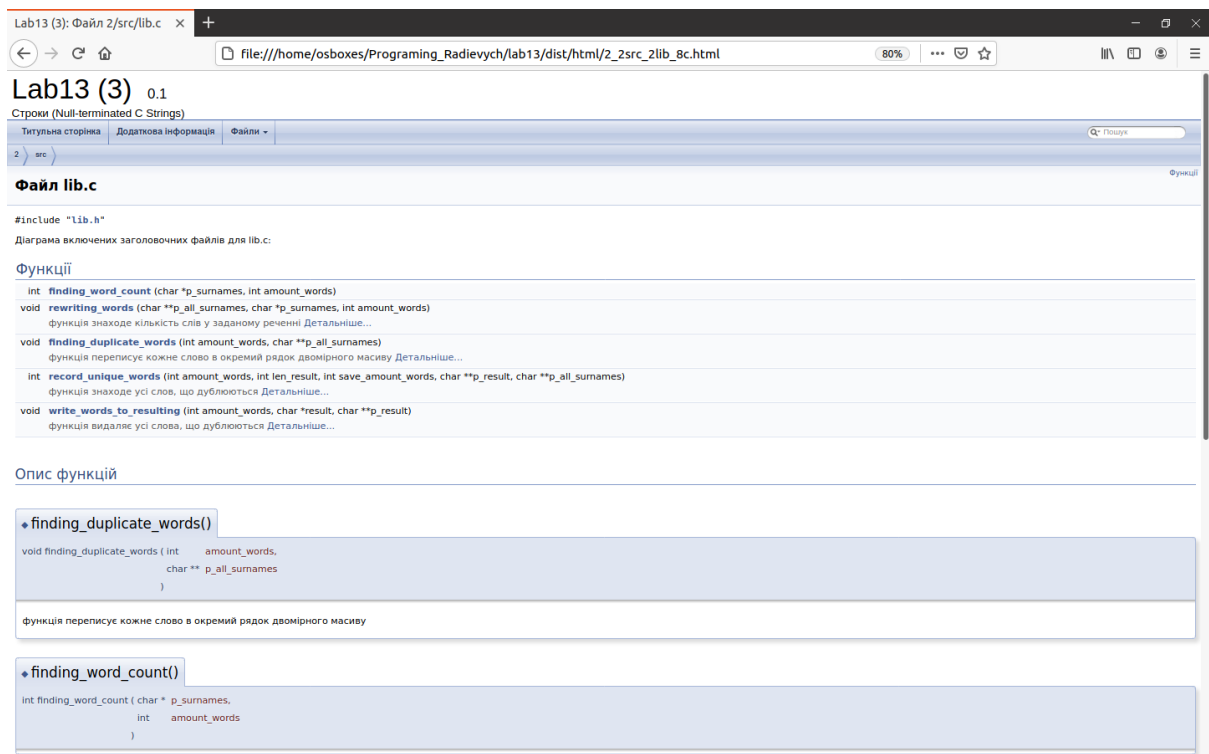 Lab13 (3): Файл 2/src/lib.c × +
file:///home/osboxes/Programing_Radievych/lab13/dist/html/2_2src_2lib_8c.html 80%
Lab13 (3) 0.1
Строки (Null-terminated C Strings)
Титульна сторінка Додаткова інформація Файли Пошук
2 src
Функції
Файл lib.c
#include "lib.h"
Діаграма включених заголовочних файлів для lib.c:
Функції
int finding_word_count (char *p_surnames, int amount_words)
void rewriting_words (char **p_all_surnames, char *p_surnames, int amount_words)
функція знаходе кількість слів у заданому реченні Детальніше...
void finding_duplicate_words (int amount_words, char **p_all_surnames)
функція переписує кожне слово в окремий рядок двомірного масиву Детальніше...
int record_unique_words (int amount_words, int len_result, int save_amount_words, char **p_result, char **p_all_surnames)
функція знаходе усі слов, що дублюються Детальніше...
void write_words_to_resulting (int amount_words, char *result, char **p_result)
функція видаляє усі слова, що дублюються Детальніше...
Опис функцій
◆ finding_duplicate_words()
void finding_duplicate_words ( int amount_words,
char ** p_all_surnames
)
функція переписує кожне слово в окремий рядок двомірного масиву
◆ finding_word_count()
int finding_word_count ( char * p_surnames,
int amount_words
)